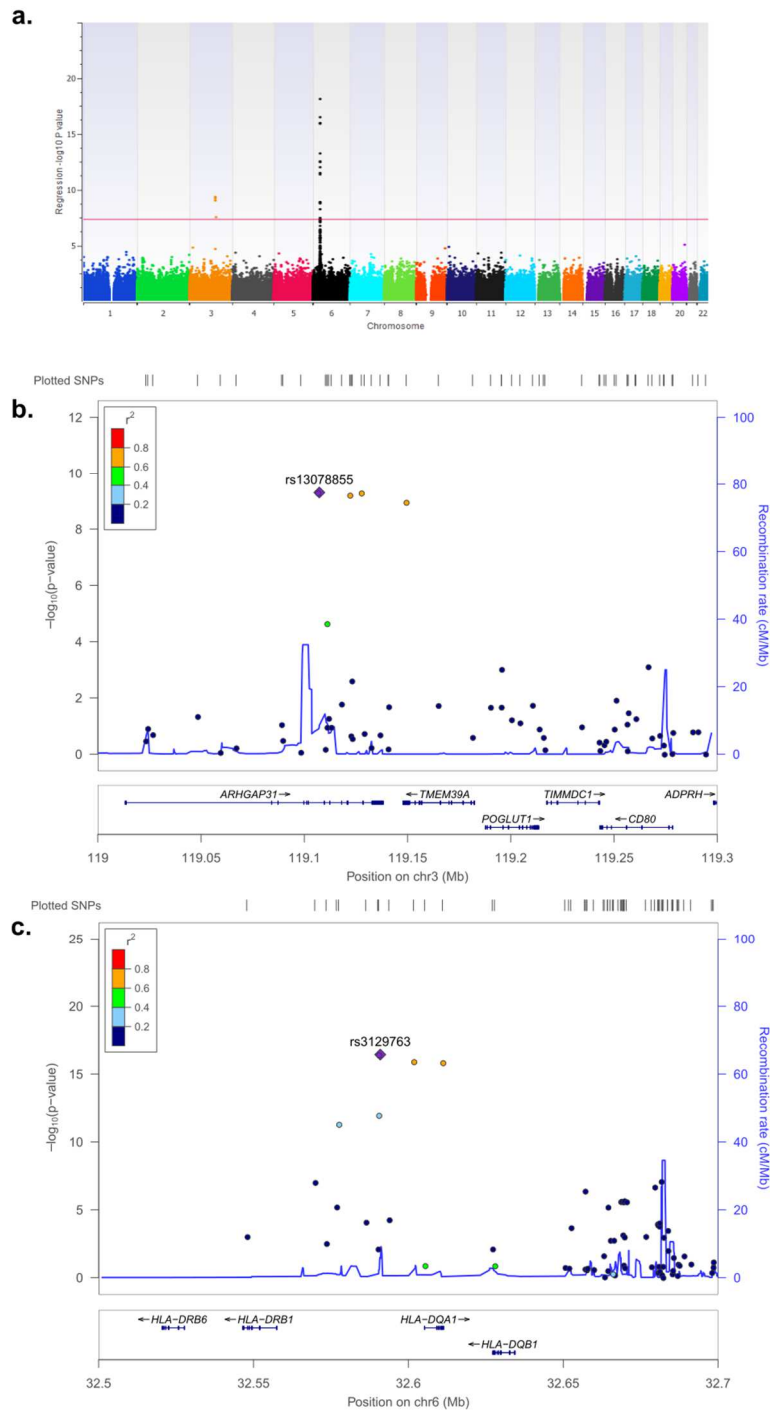 a.
Regression -log10 P value
25
20
15
10
5
1 2 3 4 5 6 7 8 9 10 11 12 13 14 15 16 17 18 20 22
Chromosome
Plotted SNPs
b.
12
10
8
6
4
2
0
−log10(p−value)
r2
0.8
0.6
0.4
0.2
rs13078855
100
80
60
40
20
0
Recombination rate (cM/Mb)
ARHGAP31→
←TMEM39A
TIMMDC1→
ADPRH→
POGLUT1→
←CD80
119 119.05 119.1 119.15 119.2 119.25 119.3
Position on chr3 (Mb)
Plotted SNPs
c.
25
20
15
10
5
0
−log10(p−value)
r2
0.8
0.6
0.4
0.2
rs3129763
100
80
60
40
20
0
Recombination rate (cM/Mb)
←HLA−DRB6
←HLA−DRB1
HLA−DQA1→
←HLA−DQB1
32.5 32.55 32.6 32.65 32.7
Position on chr6 (Mb)